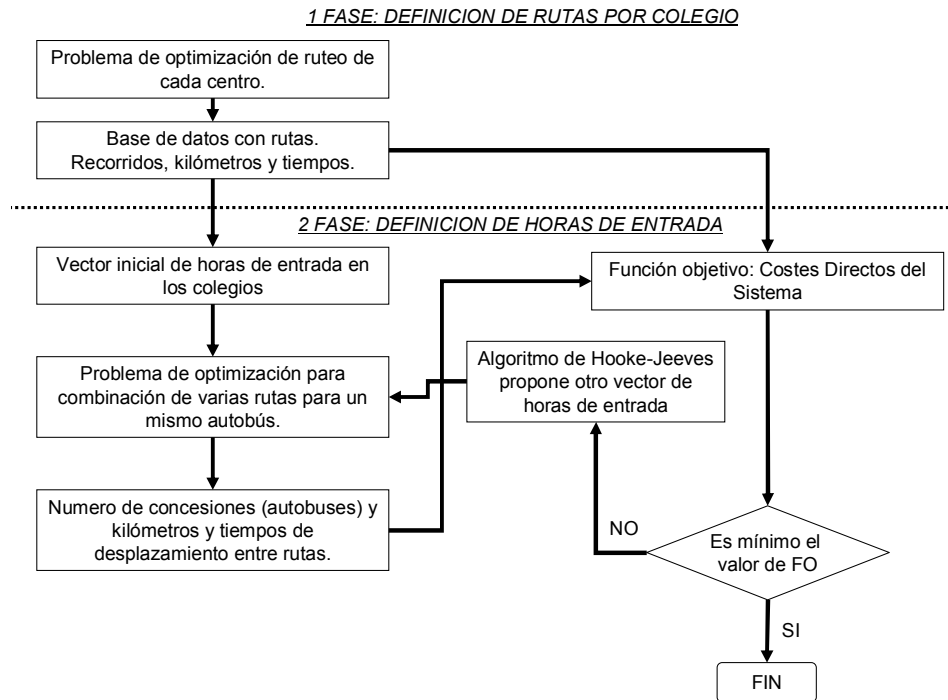 1 FASE: DEFINICION DE RUTAS POR COLEGIO
Problema de optimización de ruteo de
cada centro.
Base de datos con rutas.
Recorridos, kilómetros y tiempos.
2 FASE: DEFINICION DE HORAS DE ENTRADA
Vector inicial de horas de entrada en
los colegios
Función objetivo: Costes Directos del
Sistema
Problema de optimización para
combinación de varias rutas para un
mismo autobús.
Algoritmo de Hooke-Jeeves
propone otro vector de
horas de entrada
Numero de concesiones (autobuses) y
kilómetros y tiempos de
desplazamiento entre rutas.
NO
Es mínimo el
valor de FO
SI
FIN